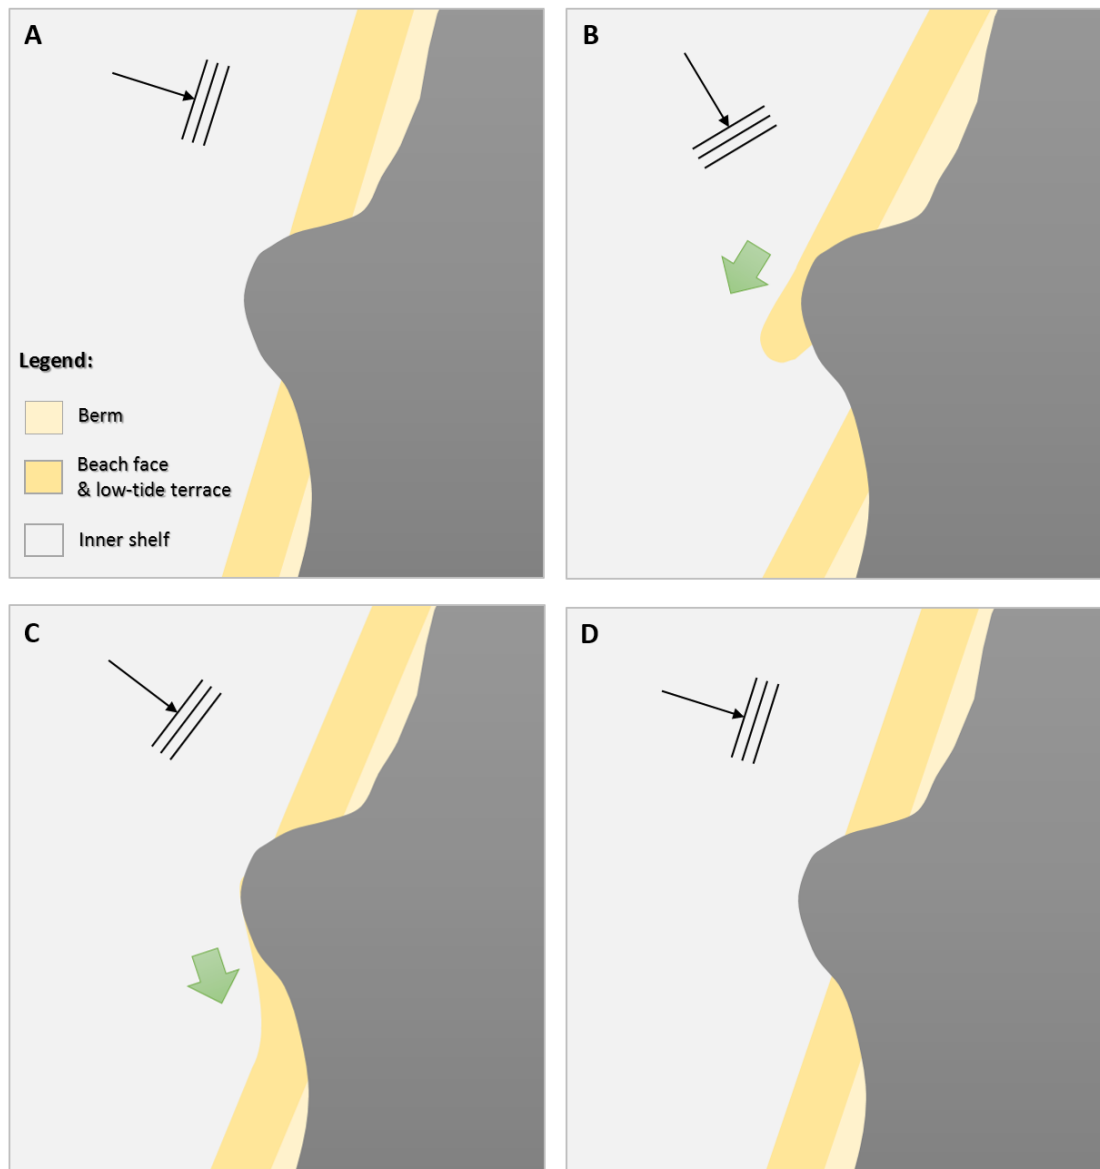 A
B
Legend:
Berm
Beach face
& low-tide terrace
Inner shelf
C
D